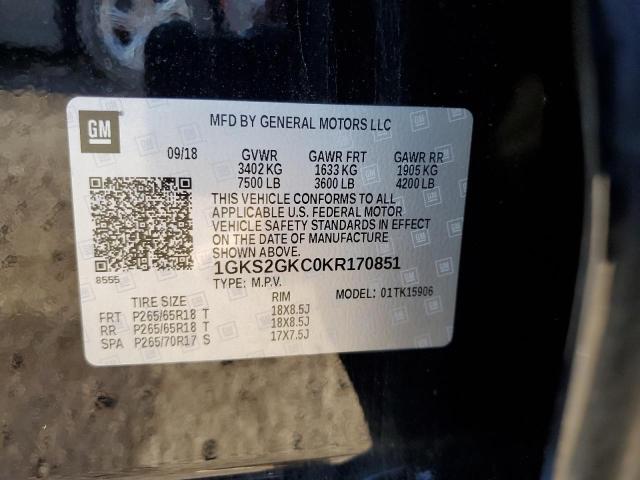 GM
MFD BY GENERAL MOTORS LLC
09/18 GVWR GAWR FRT GAWR RR
3402 KG 1633 KG 1905 KG
7500 LB 3600 LB 4200 LB
THIS VEHICLE CONFORMS TO ALL
APPLICABLE U.S. FEDERAL MOTOR
VEHICLE SAFETY STANDARDS IN EFFECT
ON THE DATE OF MANUFACTURE
SHOWN ABOVE.
8555
1GKS2GKC0KR170851
TYPE: M.P.V. MODEL: 01TK15906
TIRE SIZE RIM
FRT P265/65R18 T 18X8.5J
RR P265/65R18 T 18X8.5J
SPA P265/70R17 S 17X7.5J